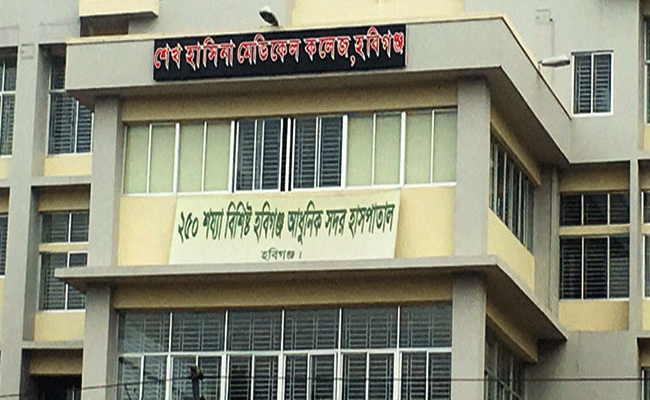 শেখ হাসিনা মেডিকেল কলেজ,হবিগঞ্জ
২৫০ শয্যা বিশিষ্ট হবিগঞ্জ আধুনিক সদর হাসপাতাল
হবিগঞ্জ।